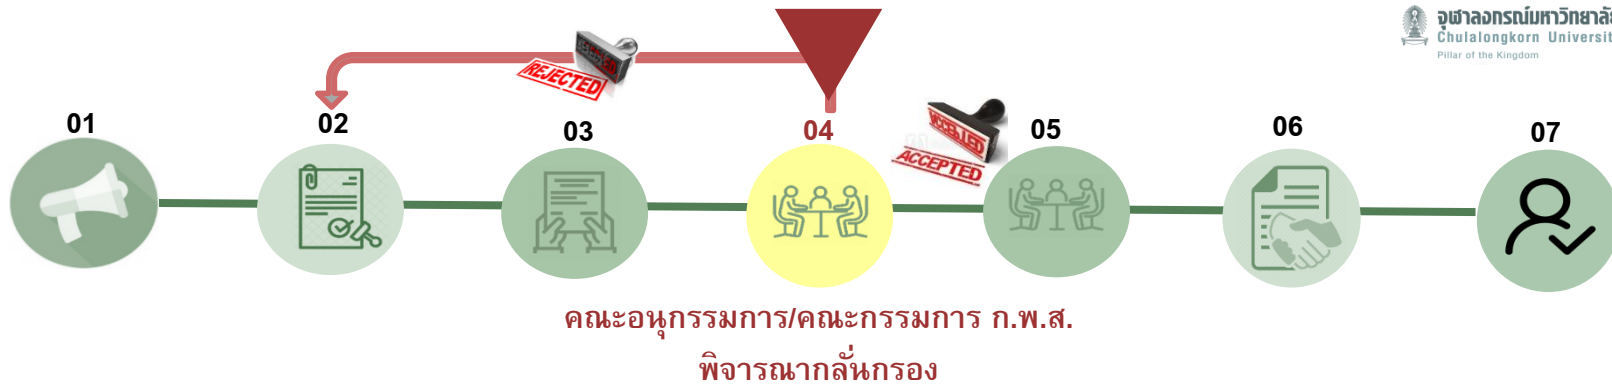 จุฬาลงกรณ์มหาวิทยาลัย
Chulalongkorn Universit
Pillar of the Kingdom
REJECTED
01
02
03
04
ACCEPTED
05
06
07
คณะอนุกรรมการ/คณะกรรมการ ก.พ.ส.
พิจารณากลั่นกรอง